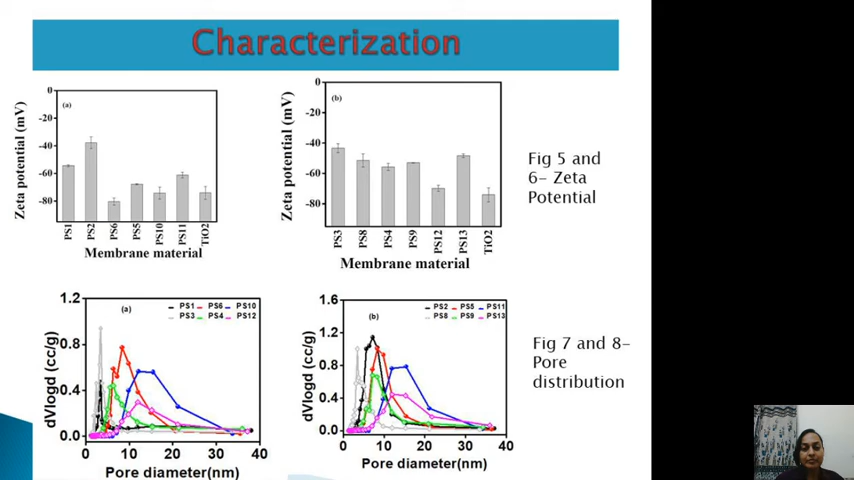 Characterization
(a)
0
-20
-40
-60
-80
Zeta potential (mV)
PS1 PS2 PS6 PS5 PS10 PS11 TiO2
Membrane material
(b)
0
-20
-40
-60
-80
Zeta potential (mV)
PS3 PS8 PS4 PS9 PS12 PS13 TiO2
Membrane material
Fig 5 and
6- Zeta
Potential
(a)
PS1 PS6 PS10
PS3 PS4 PS12
1.2
0.8
0.4
0.0
dVlogd (cc/g)
0 10 20 30 40
Pore diameter(nm)
(b)
PS2 PS5 PS11
PS8 PS9 PS13
1.6
1.2
0.8
0.4
0.0
dVlogd (cc/g)
0 10 20 30 40
Pore diameter(nm)
Fig 7 and 8-
Pore
distribution